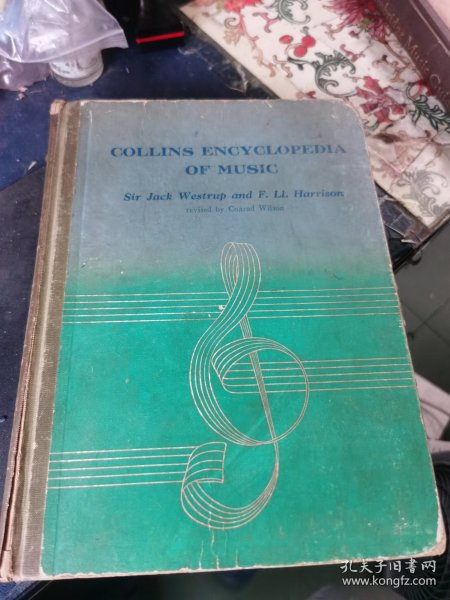 COLLINS ENCYCLOPEDIA
OF MUSIC
Sir Jack Westrup and F. Ll. Harrison
revised by Conrad Wilson
孔夫子旧书网
www.kongfz.com